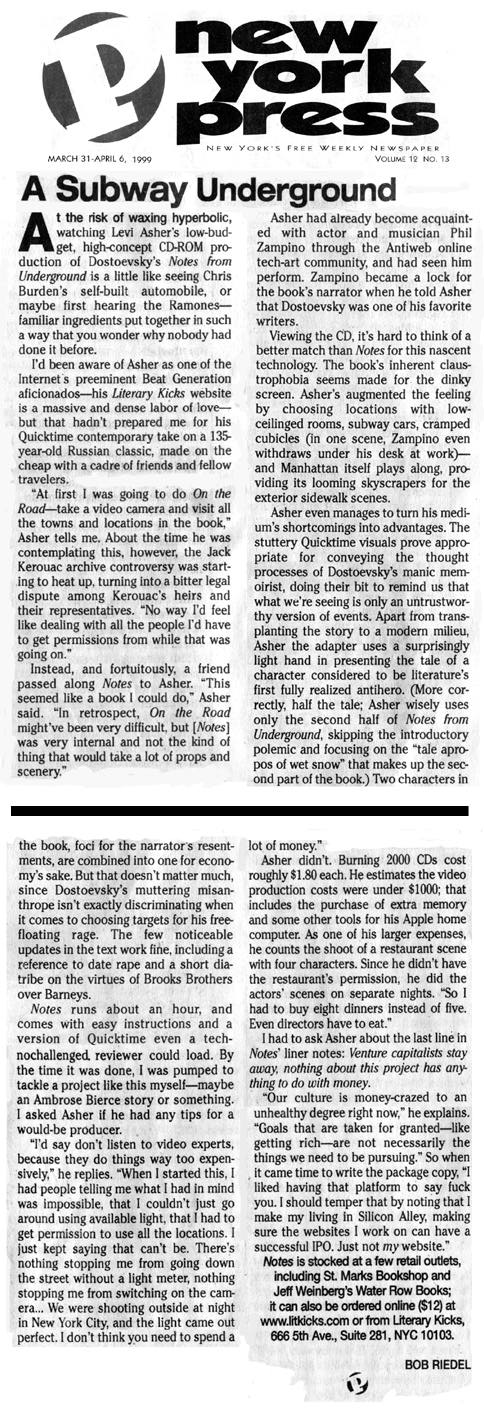 new
york
press
NEW YORK'S FREE WEEKLY NEWSPAPER
MARCH 31-APRIL 6, 1999
VOLUME 12 NO. 13
A Subway Underground
At the risk of waxing hyperbolic,
watching Levi Asher's low-bud-
get, high-concept CD-ROM pro-
duction of Dostoevsky's Notes from
Underground is a little like seeing Chris
Burden's self-built automobile, or
maybe first hearing the Ramones—
familiar ingredients put together in such
a way that you wonder why nobody had
done it before.
I'd been aware of Asher as one of the
Internet's preeminent Beat Generation
aficionados—his Literary Kicks website
is a massive and dense labor of love—
but that hadn't prepared me for his
Quicktime contemporary take on a 135-
year-old Russian classic, made on the
cheap with a cadre of friends and fellow
travelers.
"At first I was going to do On the
Road—take a video camera and visit all
the towns and locations in the book,"
Asher tells me. About the time he was
contemplating this, however, the Jack
Kerouac archive controversy was start-
ing to heat up, turning into a bitter legal
dispute among Kerouac's heirs and
their representatives. "No way I'd feel
like dealing with all the people I'd have
to get permissions from while that was
going on."
Instead, and fortuitously, a friend
passed along Notes to Asher. "This
seemed like a book I could do," Asher
said. "In retrospect, On the Road
might've been very difficult, but [Notes]
was very internal and not the kind of
thing that would take a lot of props and
scenery."
Asher had already become acquaint-
ed with actor and musician Phil
Zampino through the Antiweb online
tech-art community, and had seen him
perform. Zampino became a lock for
the book's narrator when he told Asher
that Dostoevsky was one of his favorite
writers.
Viewing the CD, it's hard to think of a
better match than Notes for this nascent
technology. The book's inherent claus-
trophobia seems made for the dinky
screen. Asher's augmented the feeling
by choosing locations with low-
ceilinged rooms, subway cars, cramped
cubicles (in one scene, Zampino even
withdraws under his desk at work)—
and Manhattan itself plays along, pro-
viding its looming skyscrapers for the
exterior sidewalk scenes.
Asher even manages to turn his medi-
um's shortcomings into advantages. The
stuttery Quicktime visuals prove appro-
priate for conveying the thought
processes of Dostoevsky's manic mem-
oirist, doing their bit to remind us that
what we're seeing is only an untrustwor-
thy version of events. Apart from trans-
planting the story to a modern milieu,
Asher the adapter uses a surprisingly
light hand in presenting the tale of a
character considered to be literature's
first fully realized antihero. (More cor-
rectly, half the tale; Asher wisely uses
only the second half of Notes from
Underground, skipping the introductory
polemic and focusing on the "tale apro-
pos of wet snow" that makes up the sec-
ond part of the book.) Two characters in
the book, foci for the narrator's resent-
ments, are combined into one for econo-
my's sake. But that doesn't matter much,
since Dostoevsky's muttering misan-
thrope isn't exactly discriminating when
it comes to choosing targets for his free-
floating rage. The few noticeable
updates in the text work fine, including a
reference to date rape and a short dia-
tribe on the virtues of Brooks Brothers
over Barneys.
Notes runs about an hour, and
comes with easy instructions and a
version of Quicktime even a tech-
nochallenged reviewer could load. By
the time it was done, I was pumped to
tackle a project like this myself—maybe
an Ambrose Bierce story or something.
I asked Asher if he had any tips for a
would-be producer.
"I'd say don't listen to video experts,
because they do things way too expen-
sively," he replies. "When I started this, I
had people telling me what I had in mind
was impossible, that I couldn't just go
around using available light, that I had to
get permission to use all the locations. I
just kept saying that can't be. There's
nothing stopping me from going down
the street without a light meter, nothing
stopping me from switching on the cam-
era... We were shooting outside at night
in New York City, and the light came out
perfect. I don't think you need to spend a
lot of money."
Asher didn't. Burning 2000 CDs cost
roughly $1.80 each. He estimates the video
production costs were under $1000; that
includes the purchase of extra memory
and some other tools for his Apple home
computer. As one of his larger expenses,
he counts the shoot of a restaurant scene
with four characters. Since he didn't have
the restaurant's permission, he did the
actors' scenes on separate nights. "So I
had to buy eight dinners instead of five.
Even directors have to eat."
I had to ask Asher about the last line in
Notes' liner notes: Venture capitalists stay
away, nothing about this project has any-
thing to do with money.
"Our culture is money-crazed to an
unhealthy degree right now," he explains.
"Goals that are taken for granted—like
getting rich—are not necessarily the
things we need to be pursuing." So when
it came time to write the package copy, "I
liked having that platform to say fuck
you. I should temper that by noting that I
make my living in Silicon Alley, making
sure the websites I work on can have a
successful IPO. Just not my website."
Notes is stocked at a few retail outlets,
including St. Marks Bookshop and
Jeff Weinberg's Water Row Books;
it can also be ordered online ($12) at
www.litkicks.com or from Literary Kicks,
666 5th Ave., Suite 281, NYC 10103.
BOB RIEDEL